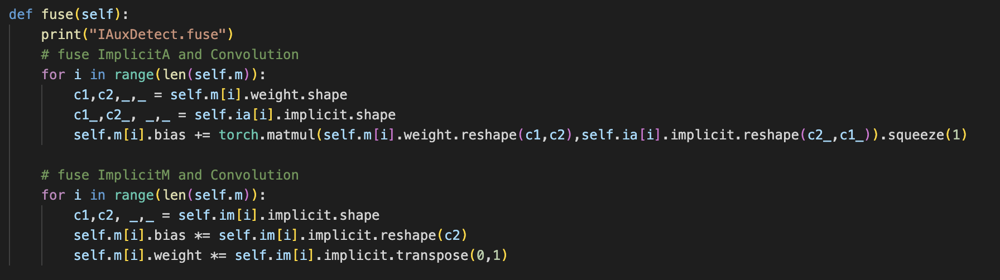 def fuse(self):
    print("IAuxDetect.fuse")
    # fuse ImplicitA and Convolution
    for i in range(len(self.m)):
        c1,c2,_,_ = self.m[i].weight.shape
        c1_,c2_, _,_ = self.ia[i].implicit.shape
        self.m[i].bias += torch.matmul(self.m[i].weight.reshape(c1,c2),self.ia[i].implicit.reshape(c2_,c1_)).squeeze(1)

    # fuse ImplicitM and Convolution
    for i in range(len(self.m)):
        c1,c2, _,_ = self.im[i].implicit.shape
        self.m[i].bias *= self.im[i].implicit.reshape(c2)
        self.m[i].weight *= self.im[i].implicit.transpose(0,1)